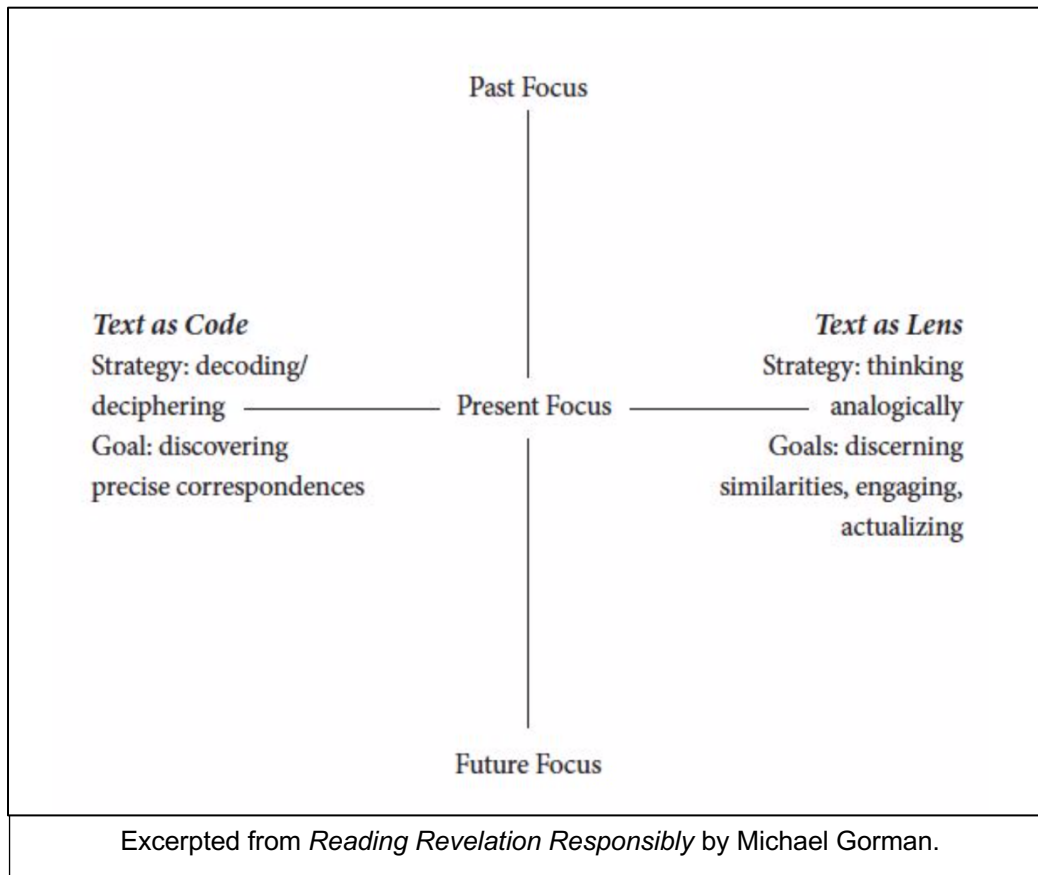 Past Focus
Text as Code
Strategy: decoding/
deciphering
Goal: discovering
precise correspondences
Present Focus
Text as Lens
Strategy: thinking
analogically
Goals: discerning
similarities, engaging,
actualizing
Future Focus
Excerpted from Reading Revelation Responsibly by Michael Gorman.